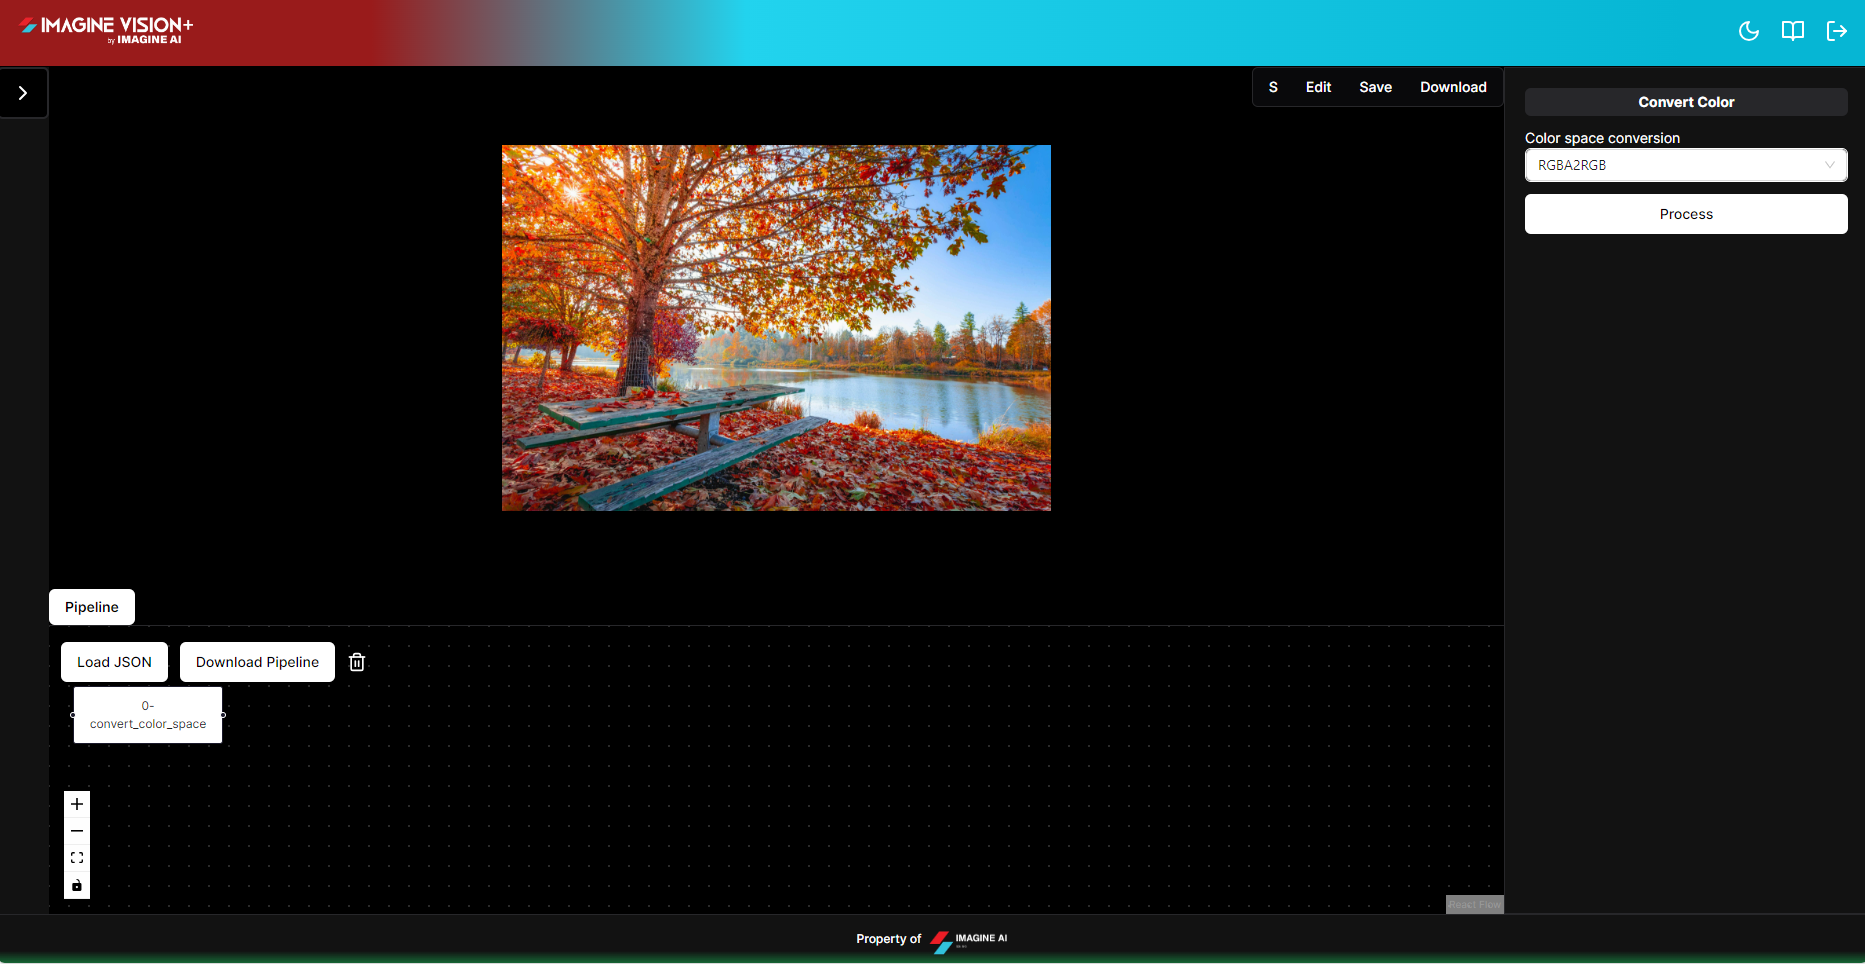 IMAGINE VISION+
by IMAGINE AI
S Edit Save Download
Convert Color
Color space conversion
RGBA2RGB
Process
Pipeline
Load JSON Download Pipeline
0-
convert_color_space
React Flow
Property of IMAGINE AI